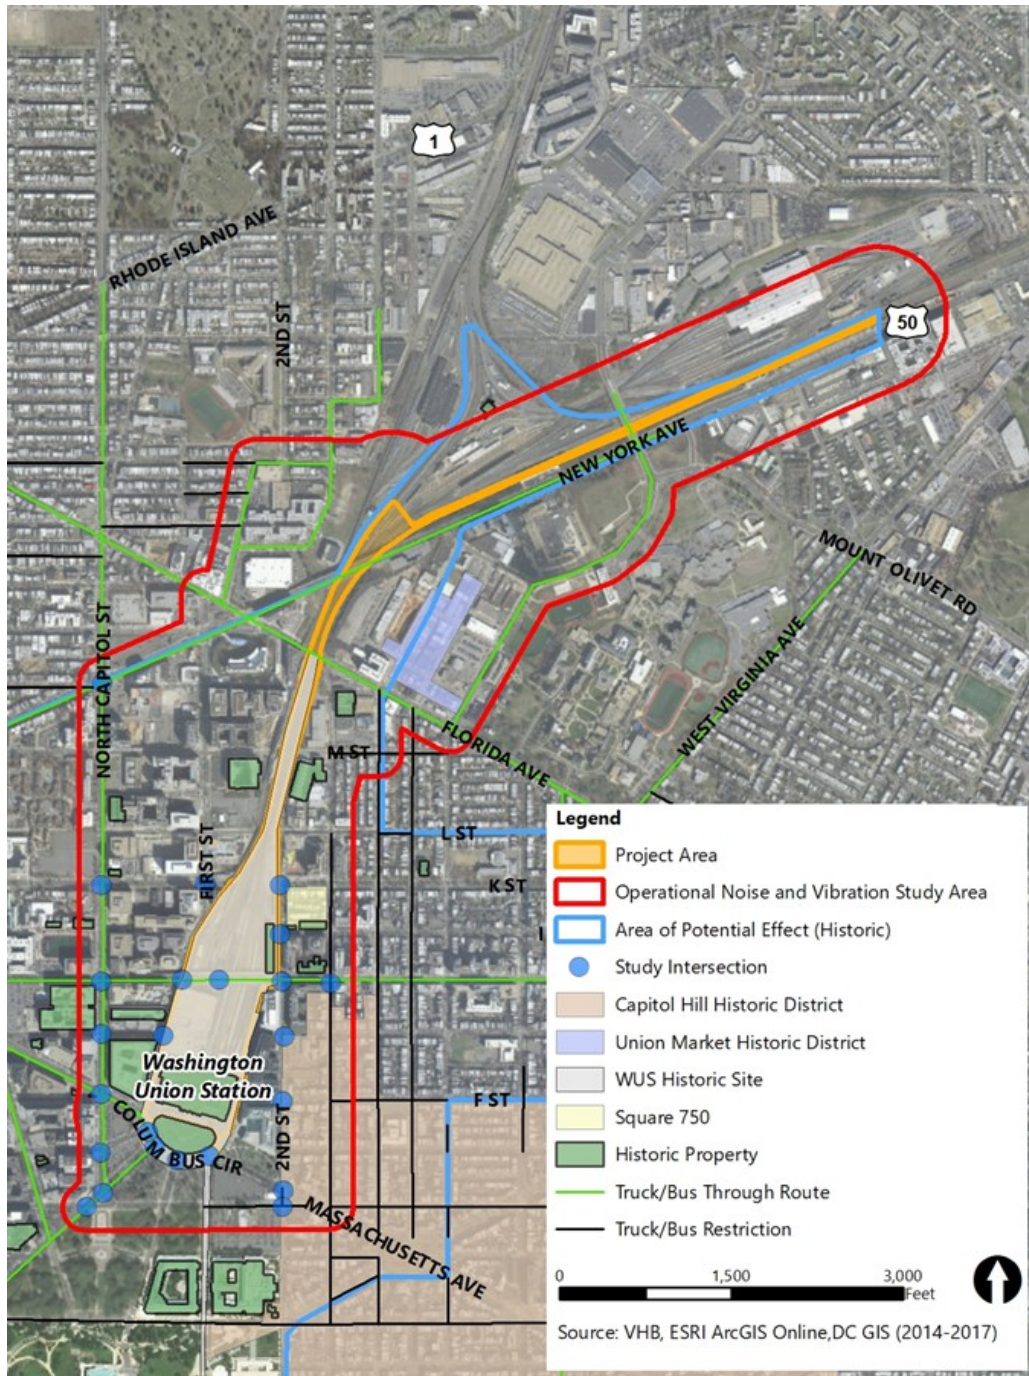 1
RHODE ISLAND AVE
2ND ST
50
NEW YORK AVE
MOUNT OLIVET RD
NORTH CAPITOL ST
WEST VIRGINIA AVE
FLORIDA AVE
M ST
L ST
FIRST ST
K ST
Washington
Union Station
F ST
COLUMBUS CIR
2ND ST
MASSACHUSETTS AVE
Legend
Project Area
Operational Noise and Vibration Study Area
Area of Potential Effect (Historic)
Study Intersection
Capitol Hill Historic District
Union Market Historic District
WUS Historic Site
Square 750
Historic Property
Truck/Bus Through Route
Truck/Bus Restriction
0 1,500 3,000
Feet
Source: VHB, ESRI ArcGIS Online,DC GIS (2014-2017)